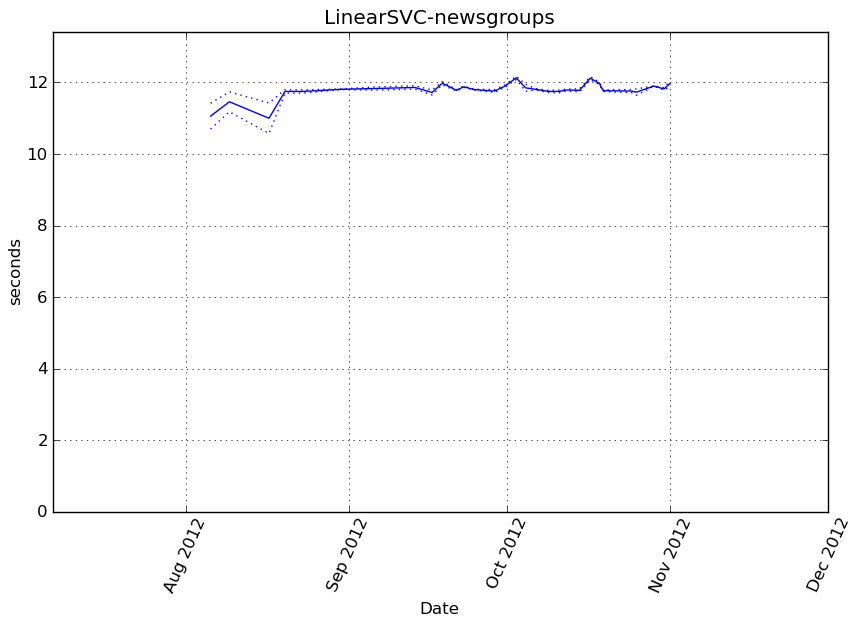 LinearSVC-newsgroups
12
10
8
6
4
2
0
seconds
Aug 2012
Sep 2012
Oct 2012
Nov 2012
Dec 2012
Date